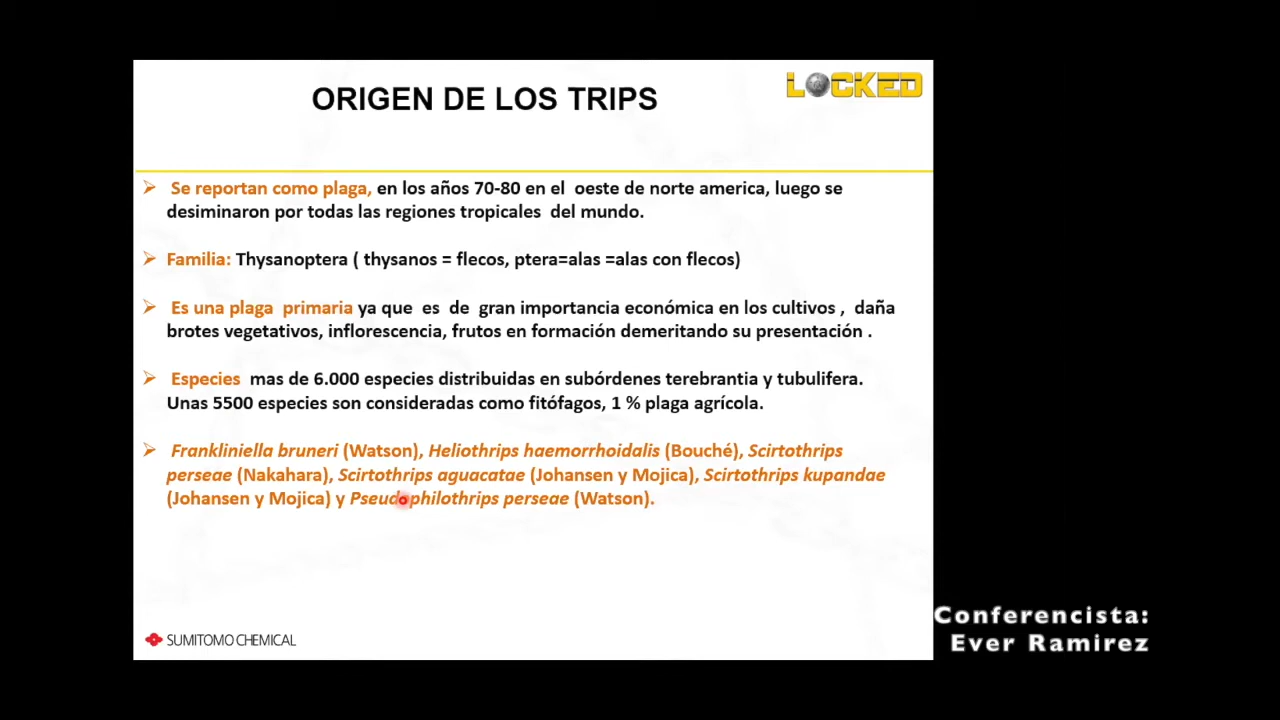 ORIGEN DE LOS TRIPS
LOCKED
Se reportan como plaga, en los años 70-80 en el oeste de norte america, luego se
desiminaron por todas las regiones tropicales del mundo.
Familia: Thysanoptera ( thysanos = flecos, ptera=alas =alas con flecos)
Es una plaga primaria ya que es de gran importancia económica en los cultivos , daña
brotes vegetativos, inflorescencia, frutos en formación demeritando su presentación .
Especies mas de 6.000 especies distribuidas en subórdenes terebrantia y tubulifera.
Unas 5500 especies son consideradas como fitófagos, 1 % plaga agrícola.
Frankliniella bruneri (Watson), Heliothrips haemorrhoidalis (Bouché), Scirtothrips
perseae (Nakahara), Scirtothrips aguacatae (Johansen y Mojica), Scirtothrips kupandae
(Johansen y Mojica) y Pseudophilothrips perseae (Watson).
SUMITOMO CHEMICAL
Conferencista:
Ever Ramirez